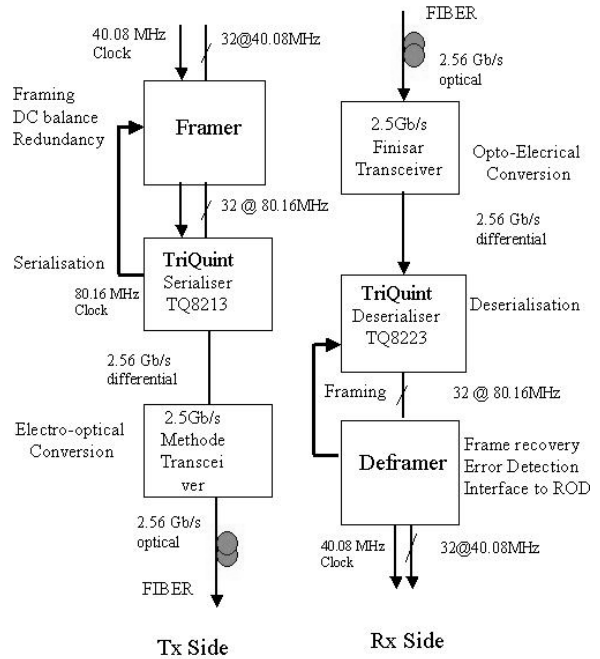 40.08 MHz
Clock
32@40.08MHz
Framing
DC balance
Redundancy
Framer
32 @ 80.16MHz
Serialisation
TriQuint
Serialiser
TQ8213
80.16 MHz
Clock
2.56 Gb/s
differential
Electro-optical
Conversion
2.5Gb/s
Methode
Transcei
ver
2.56 Gb/s
optical
FIBER
Tx Side
FIBER
2.56 Gb/s
optical
2.5Gb/s
Finisar
Transceiver
Opto-Elecrical
Conversion
2.56 Gb/s
differential
TriQuint
Deserialiser
TQ8223
Deserialisation
Framing
32 @ 80.16MHz
Deframer
Frame recovery
Error Detection
Interface to ROD
40.08 MHz
Clock
32@40.08MHz
Rx Side